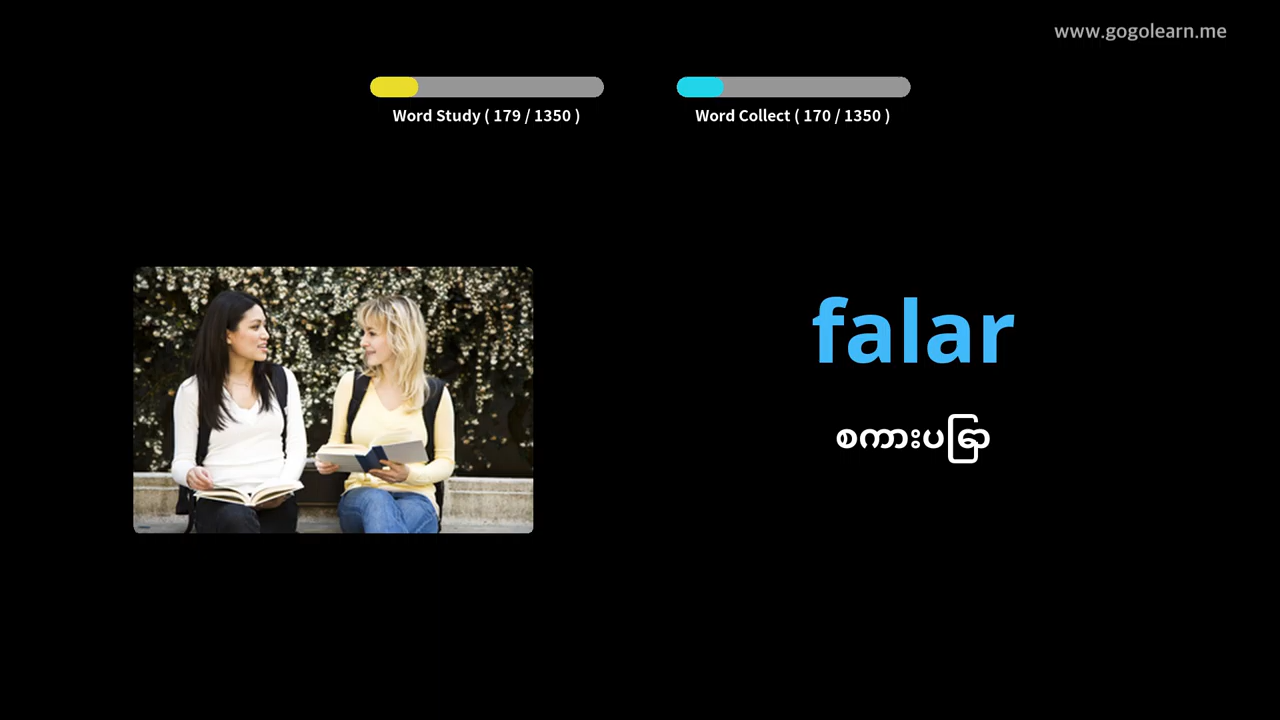 www.gogolearn.me
Word Study ( 179 / 1350 )
Word Collect ( 170 / 1350 )
falar
စကားပြော